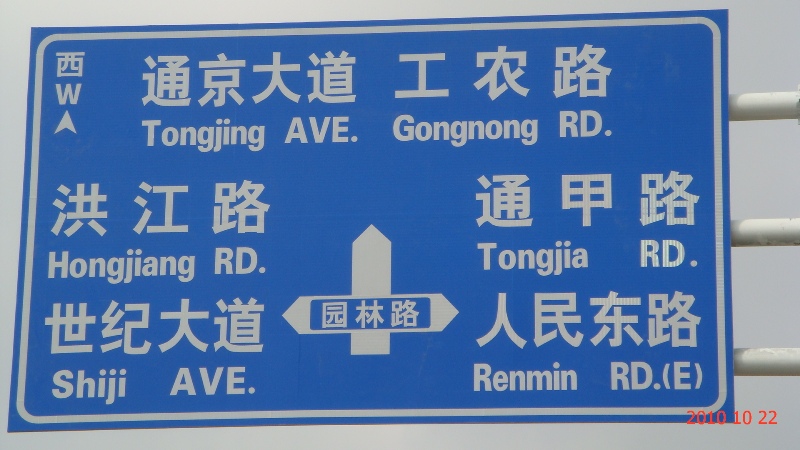 西
W
通京大道 工农路
Tongjing AVE. Gongnong RD.
洪江路 通甲路
Hongjiang RD. Tongjia RD.
世纪大道 园林路 人民东路
Shiji AVE. Renmin RD.(E)
2010 10 22